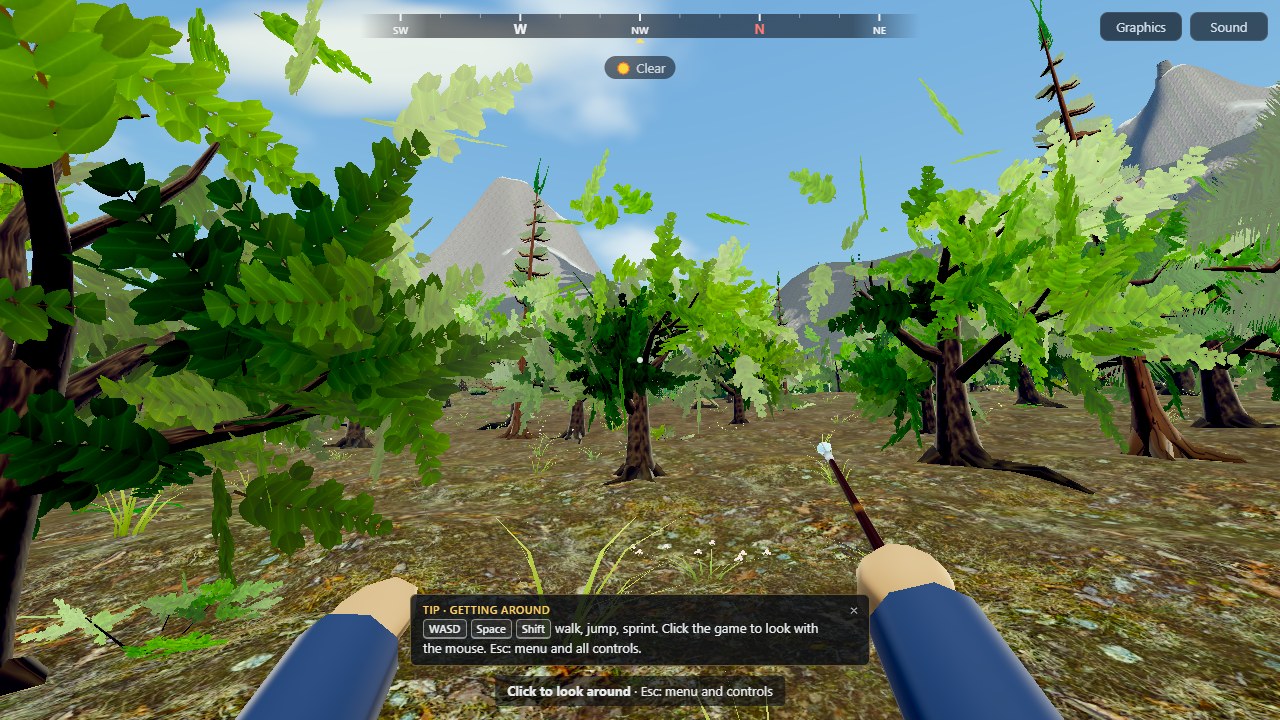 SW W NW N NE
Graphics Sound
Clear
TIP · GETTING AROUND ×
WASD Space Shift walk, jump, sprint. Click the game to look with
the mouse. Esc: menu and all controls.
Click to look around · Esc: menu and controls